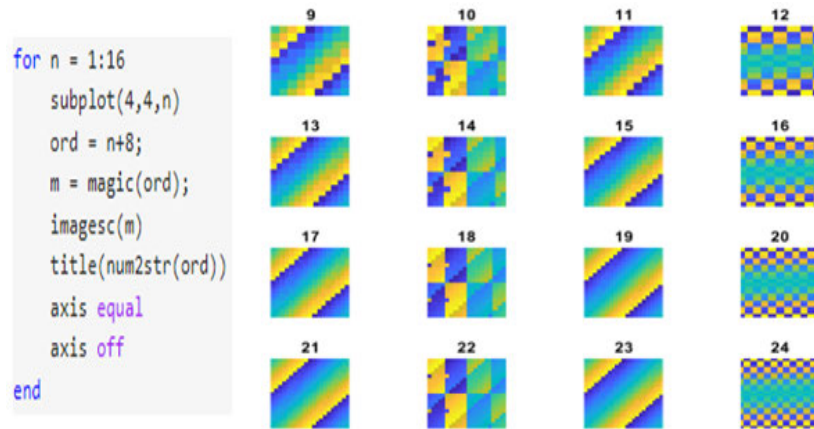 for n = 1:16
subplot(4,4,n)
ord = n+8;
m = magic(ord);
imagesc(m)
title(num2str(ord))
axis equal
axis off
end
9 10 11 12
13 14 15 16
17 18 19 20
21 22 23 24